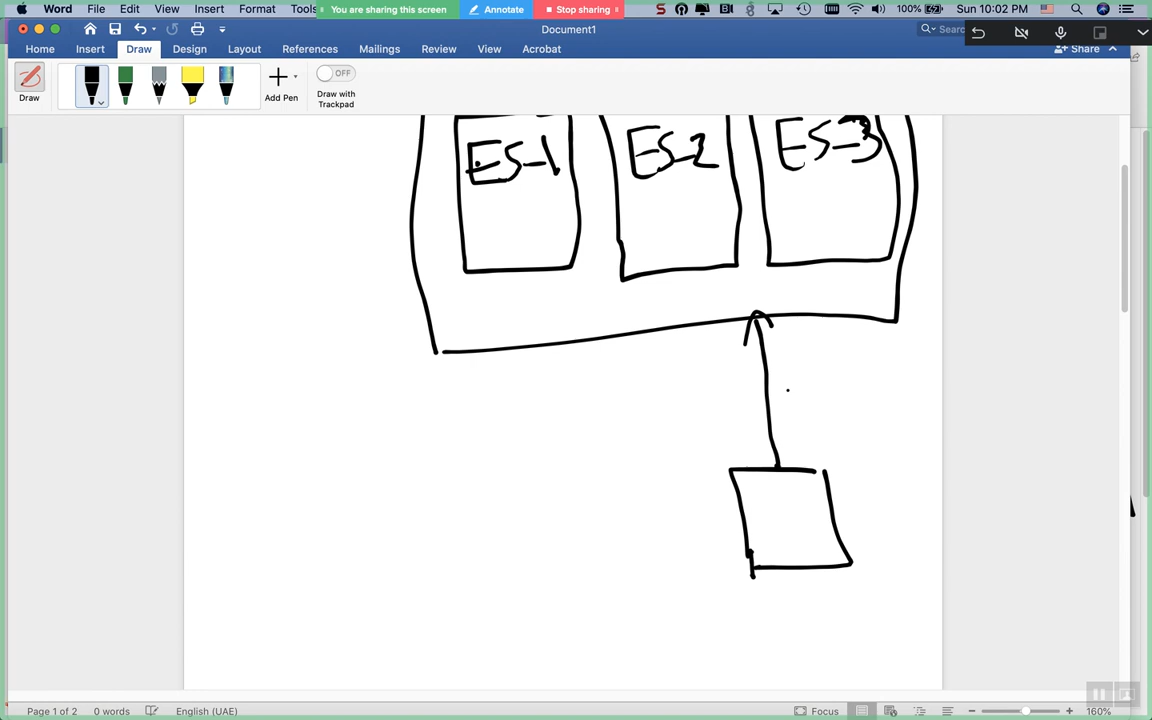 Word File Edit View Insert Format Tools You are sharing this screen Annotate Stop sharing 100% Sun 10:02 PM
Document1
Home Insert Draw Design Layout References Mailings Review View Acrobat Share
Draw Add Pen OFF Draw with Trackpad
ES-1 ES-2 ES-3
Page 1 of 2 0 words English (UAE) Focus 160%